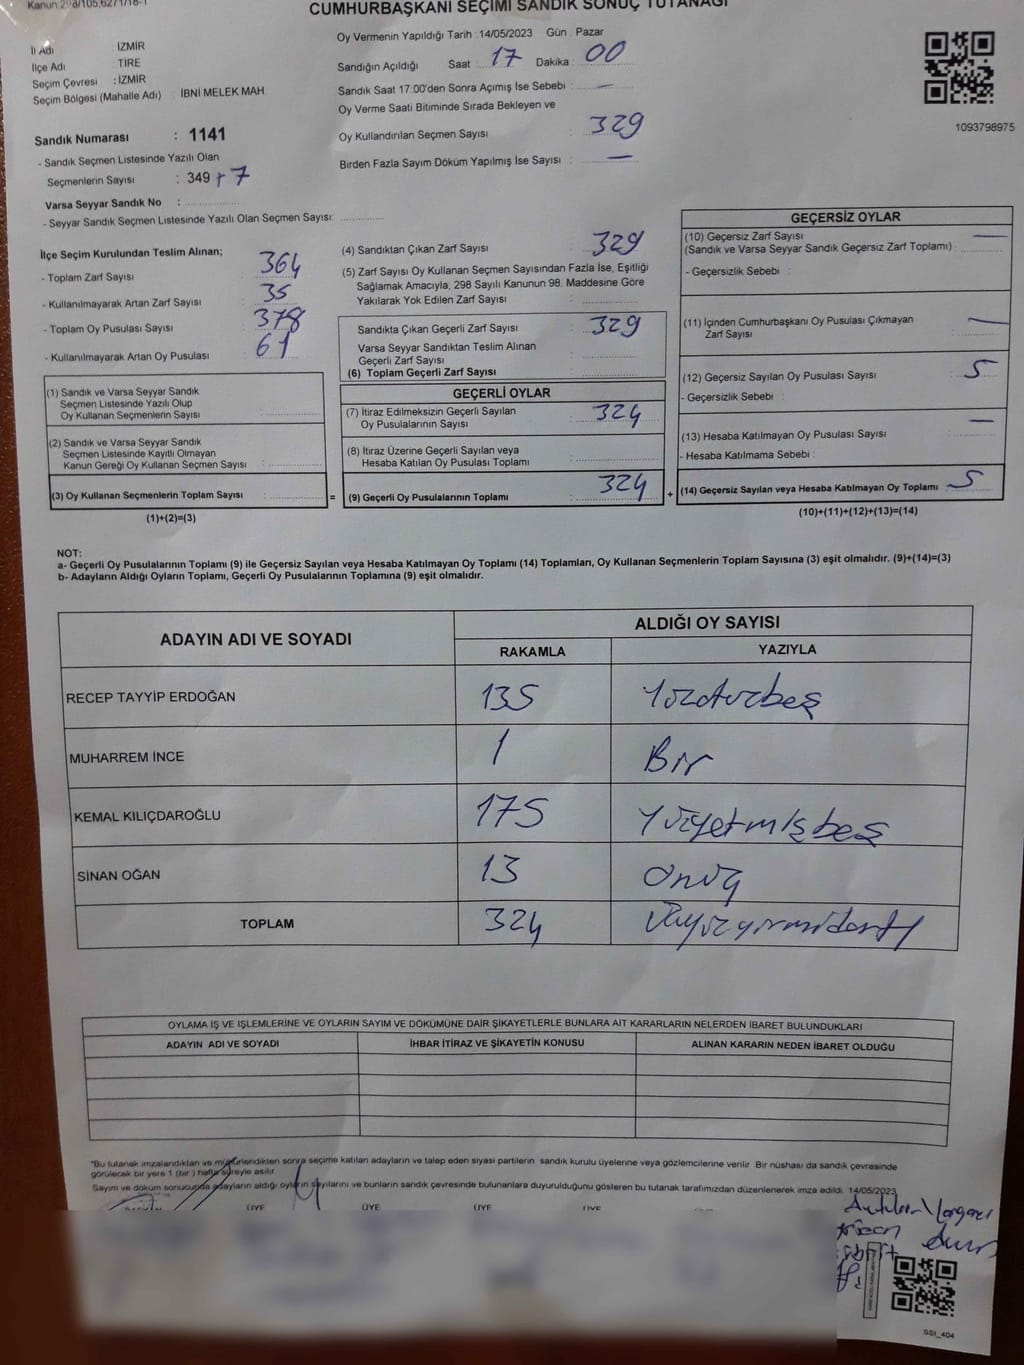 Kanun 298/105,6271/18-1
CUMHURBAŞKANI SEÇİMİ SANDIK SONUÇ TUTANAĞI
İl Adı : İZMİR
İlçe Adı : TİRE
Seçim Çevresi : İZMİR
Seçim Bölgesi (Mahalle Adı) : İBNİ MELEK MAH
Sandık Numarası : 1141
- Sandık Seçmen Listesinde Yazılı Olan
Seçmenlerin Sayısı : 349 + 7
Varsa Seyyar Sandık No :
- Seyyar Sandık Seçmen Listesinde Yazılı Olan Seçmen Sayısı:
Oy Vermenin Yapıldığı Tarih : 14/05/2023 Gün : Pazar
Sandığın Açıldığı Saat : 17 Dakika : 00
Sandık Saat 17:00'den Sonra Açımış İse Sebebi : —
Oy Verme Saati Bitiminde Sırada Bekleyen ve
Oy Kullandırılan Seçmen Sayısı : 329
Birden Fazla Sayım Döküm Yapılmış İse Sayısı : —
1093798975
İlçe Seçim Kurulundan Teslim Alınan;
- Toplam Zarf Sayısı : 364
- Kullanılmayarak Artan Zarf Sayısı : 35
- Toplam Oy Pusulası Sayısı : 378
- Kullanılmayarak Artan Oy Pusulası : 61
(1) Sandık ve Varsa Seyyar Sandık
Seçmen Listesinde Yazılı Olup
Oy Kullanan Seçmenlerin Sayısı :
(2) Sandık ve Varsa Seyyar Sandık
Seçmen Listesinde Kayıtlı Olmayan
Kanun Gereği Oy Kullanan Seçmen Sayısı :
(3) Oy Kullanan Seçmenlerin Toplam Sayısı : =
(1)+(2)=(3)
(4) Sandıktan Çıkan Zarf Sayısı : 329
(5) Zarf Sayısı Oy Kullanan Seçmen Sayısından Fazla İse, Eşitliği
Sağlamak Amacıyla, 298 Sayılı Kanunun 98. Maddesine Göre
Yakılarak Yok Edilen Zarf Sayısı :
Sandıkta Çıkan Geçerli Zarf Sayısı : 329
Varsa Seyyar Sandıktan Teslim Alınan
Geçerli Zarf Sayısı :
(6) Toplam Geçerli Zarf Sayısı :
GEÇERLİ OYLAR
(7) İtiraz Edilmeksizin Geçerli Sayılan
Oy Pusulalarının Sayısı : 324
(8) İtiraz Üzerine Geçerli Sayılan veya
Hesaba Katılan Oy Pusulası Toplamı :
(9) Geçerli Oy Pusulalarının Toplamı : 324 +
GEÇERSİZ OYLAR
(10) Geçersiz Zarf Sayısı : —
(Sandık ve Varsa Seyyar Sandık Geçersiz Zarf Toplamı)
- Geçersizlik Sebebi :
(11) İçinden Cumhurbaşkanı Oy Pusulası Çıkmayan
Zarf Sayısı : —
(12) Geçersiz Sayılan Oy Pusulası Sayısı : 5
- Geçersizlik Sebebi :
(13) Hesaba Katılmayan Oy Pusulası Sayısı : —
- Hesaba Katılmama Sebebi :
(14) Geçersiz Sayılan veya Hesaba Katılmayan Oy Toplamı : 5
(10)+(11)+(12)+(13)=(14)
NOT:
a- Geçerli Oy Pusulalarının Toplamı (9) ile Geçersiz Sayılan veya Hesaba Katılmayan Oy Toplamı (14) Toplamları, Oy Kullanan Seçmenlerin Toplam Sayısına (3) eşit olmalıdır. (9)+(14)=(3)
b- Adayların Aldığı Oyların Toplamı, Geçerli Oy Pusulalarının Toplamına (9) eşit olmalıdır.
ADAYIN ADI VE SOYADI ALDIĞI OY SAYISI
RAKAMLA YAZIYLA
RECEP TAYYİP ERDOĞAN 135 Yüzotuzbeş
MUHARREM İNCE 1 Bir
KEMAL KILIÇDAROĞLU 175 Yüzyetmişbeş
SİNAN OĞAN 13 Onüç
TOPLAM 324 Üçyüzyirmidört
OYLAMA İŞ VE İŞLEMLERİNE VE OYLARIN SAYIM VE DÖKÜMÜNE DAİR ŞİKAYETLERLE BUNLARA AİT KARARLARIN NELERDEN İBARET BULUNDUKLARI
ADAYIN ADI VE SOYADI İHBAR İTİRAZ VE ŞİKAYETİN KONUSU ALINAN KARARIN NEDEN İBARET OLDUĞU
"Bu tutanak imzalandıktan ve mühürlendikten sonra seçime katılan adayların ve talep eden siyasi partilerin sandık kurulu üyelerine veya gözlemcilerine verilir. Bir nüshası da sandık çevresinde
görülecek bir yere 1 (bir ) hafta süreyle asılır.
Sayım ve döküm sonucunda adayların aldığı oyların sayılarını ve bunların sandık çevresinde bulunanlara duyurulduğunu gösteren bu tutanak tarafımızdan düzenlenerek imza edildi. 14/05/2023
BAŞKAN ÜYE ÜYE ÜYE ÜYE
SSI_404